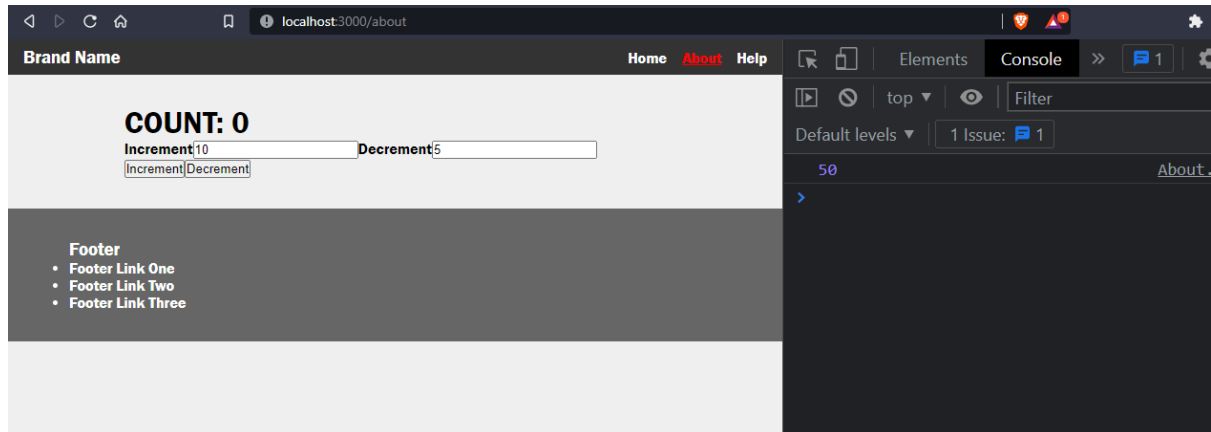 localhost:3000/about
1
Brand Name Home About Help
Elements Console » 1
top ▼ Filter
Default levels ▼ 1 Issue: 1
50 About.
>
COUNT: 0
Increment 10 Decrement 5
Increment Decrement
Footer
• Footer Link One
• Footer Link Two
• Footer Link Three